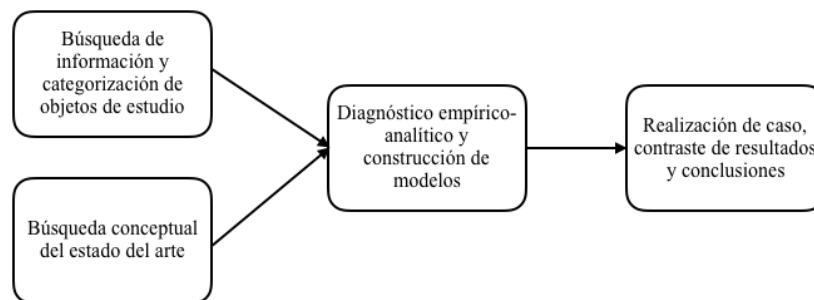 Búsqueda de
información y
categorización de
objetos de estudio
Búsqueda conceptual
del estado del arte
Diagnóstico empírico-
analítico y
construcción de
modelos
Realización de caso,
contraste de resultados
y conclusiones